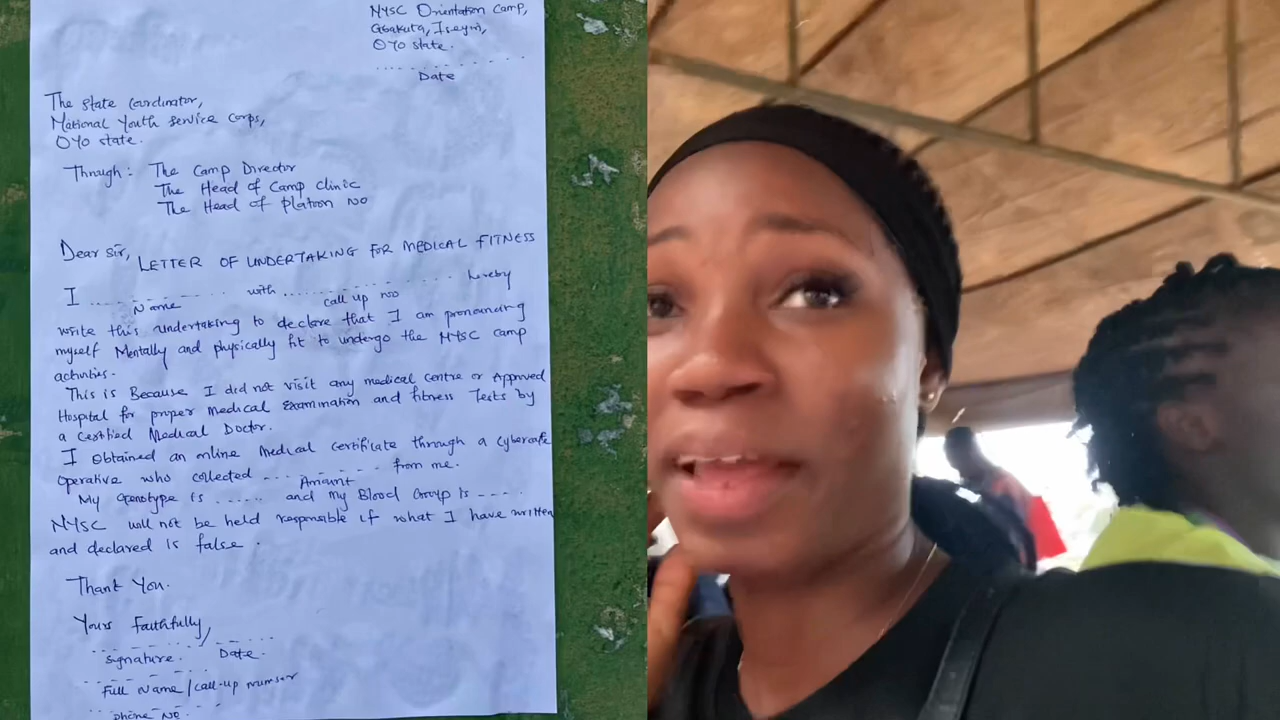 NYSC Orientation Camp,
Gbakuta, Iseyin,
OYO state.
Date
The State Coordinator,
National Youth Service Corps,
OYO state.
Through: The Camp Director
The Head of Camp clinic
The Head of platoon NO
Dear Sir, LETTER OF UNDERTAKING FOR MEDICAL FITNESS
I .................. with .................. hereby
Name call up no
write this undertaking to declare that I am pronouncing
myself Mentally and physically fit to undergo the NYSC camp
activities.
This is Because I did not visit any medical centre or Approved
Hospital for proper Medical Examination and fitness Tests by
a Certified Medical Doctor.
I obtained an online Medical certificate through a cybercafe
operative who collected ... - - - - from me.
Amount
My Genotype is ...... and my Blood Group is - - - -.
NYSC will not be held responsible if what I have written
and declared is false.
Thank You.
Yours Faithfully,
signature. Date.
Full Name/call-up number
phone NO